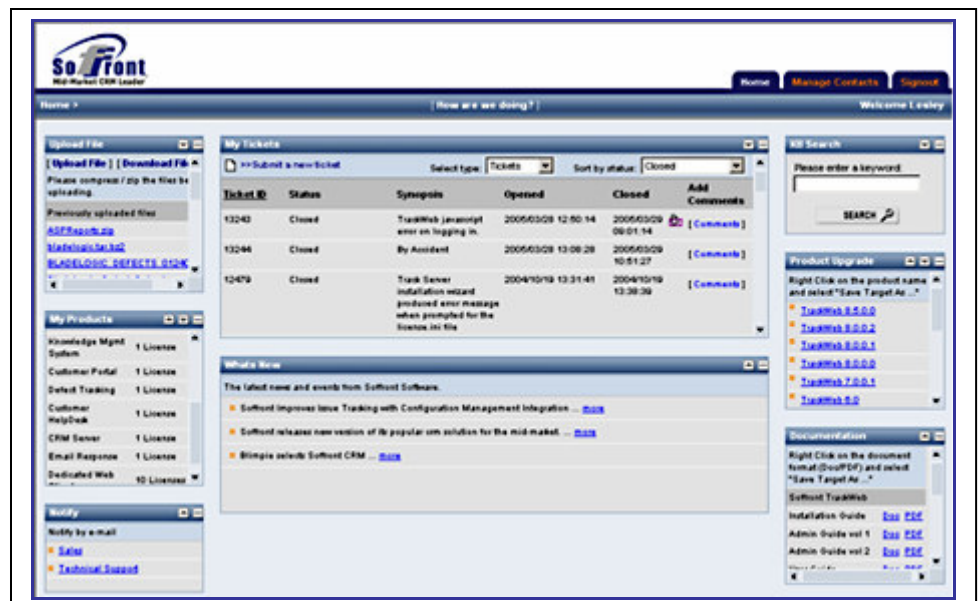 SoffronT
Mid-Market CRM Leader
Home Manage Contacts Signout
Home > [ How are we doing? ] Welcome Lesley
Upload File
[ Upload File ] [ Download File
Please compress / zip the files be
uploading.
Previously uploaded files
ASPReports.zip
bladelogic.tar.bz2
BLADELOGIC_DEFECTS_0124
My Products
Knowledge Mgmt System 1 License
Customer Portal 1 License
Defect Tracking 1 License
Customer HelpDesk 1 License
CRM Server 1 License
Email Response 1 License
Dedicated Web 10 Licenses
Notify
Notify by e-mail
Sales
Technical Support
My Tickets
>> Submit a new ticket Select type: Tickets Sort by status: Closed
Ticket ID Status Synopsis Opened Closed Add Comments
13243 Closed TrackWeb javascript error on logging in. 2005/03/28 12:50:14 2005/03/29 09:01:14 [ Comments ]
13244 Closed By Accident 2005/03/28 13:08:28 2005/03/29 10:51:27 [ Comments ]
12479 Closed Track Server installation wizard produced error message when prompted for the license.ini file 2004/10/19 13:31:41 2004/10/19 13:38:39 [ Comments ]
Whats New
The latest news and events from Soffront Software.
Soffront improves Issue Tracking with Configuration Management Integration ... more
Soffront releases new version of its popular crm solution for the mid-market. ... more
Blimpie selects Soffront CRM ... more
KB Search
Please enter a keyword:
SEARCH
Product Upgrade
Right Click on the product name
and select "Save Target As ..."
TrackWeb 8.5.0.0
TrackWeb 8.0.0.2
TrackWeb 8.0.0.1
TrackWeb 8.0.0.0
TrackWeb 7.0.0.1
TrackWeb 6.0
Documentation
Right Click on the document
format(Doc/PDF) and select
"Save Target As ..."
Soffront TrackWeb
Installation Guide Doc PDF
Admin Guide vol 1 Doc PDF
Admin Guide vol 2 Doc PDF